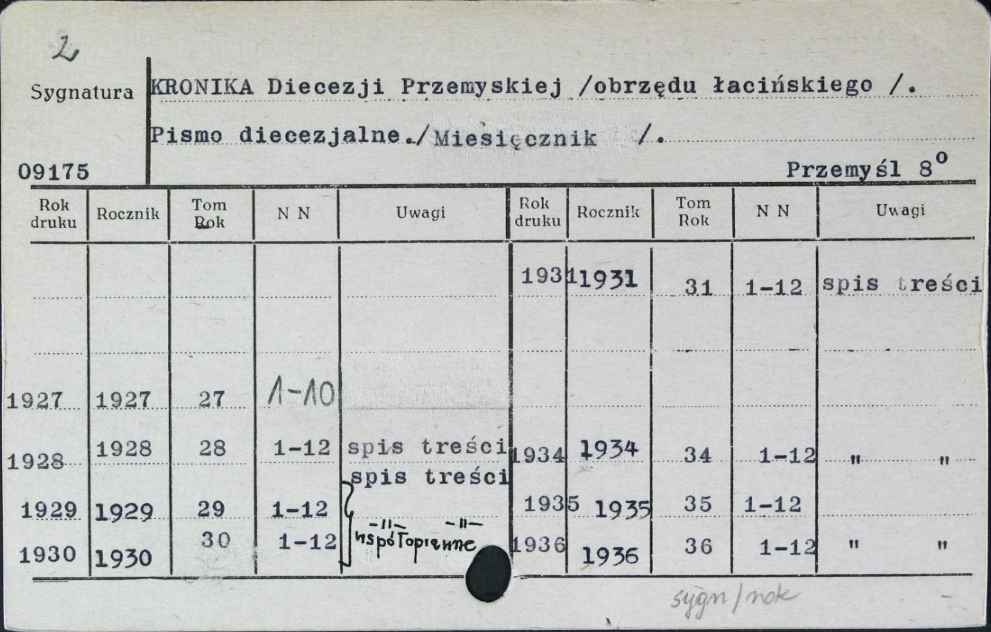 2
Sygnatura KRONIKA Diecezji Przemyskiej /obrzędu łacińskiego /.
Pismo diecezjalne./Miesięcznik /.
09175 Przemyśl 8o
Rok druku Rocznik Tom Rok N N Uwagi Rok druku Rocznik Tom Rok N N Uwagi
1931 1931 31 1-12 spis treści
1927 1927 27 1-10
1928 1928 28 1-12 spis treści 1934 1934 34 1-12 " "
spis treści
1929 1929 29 1-12 -"- -"- 1935 1935 35 1-12
1930 1930 30 1-12 współopienne 1936 1936 36 1-12 " "
sygn/rok